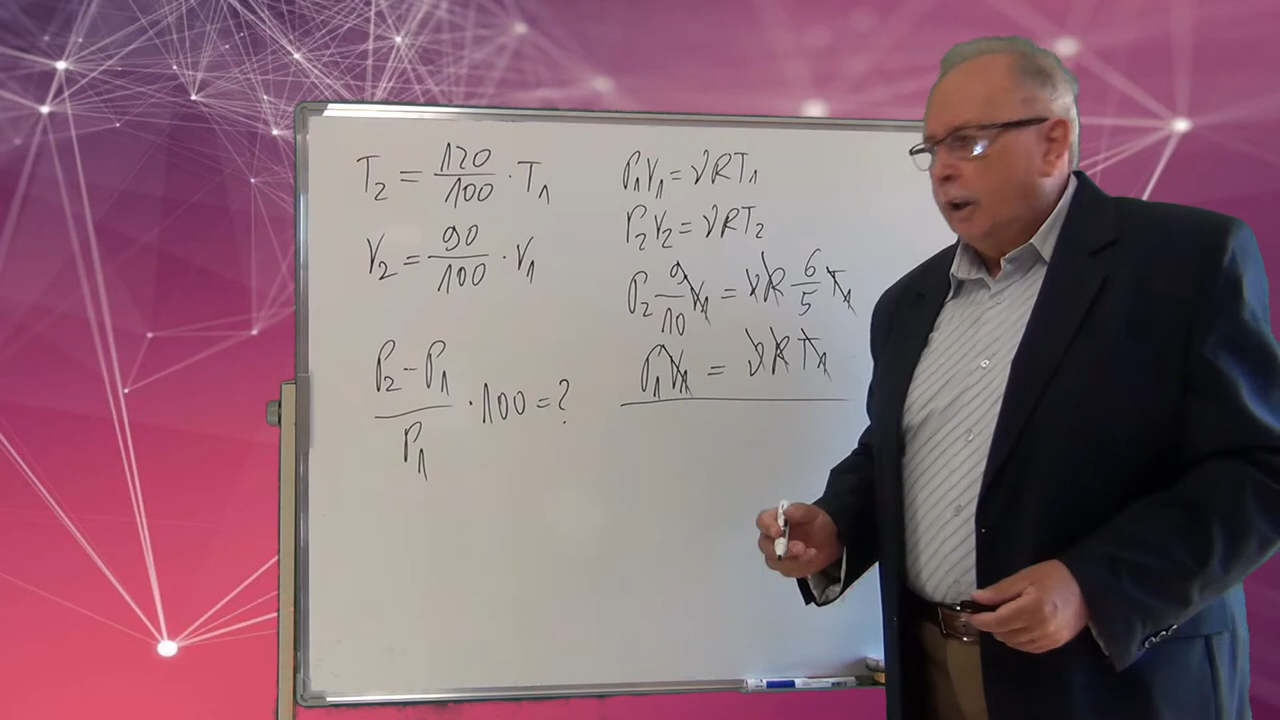 T₂ = 120/100 · T₁
V₂ = 90/100 · V₁
(P₂ - P₁)/P₁ · 100 = ?
P₁V₁ = νRT₁
P₂V₂ = νRT₂
P₂ 9/10 V₁ = νR 6/5 T₁
P₁V₁ = νRT₁